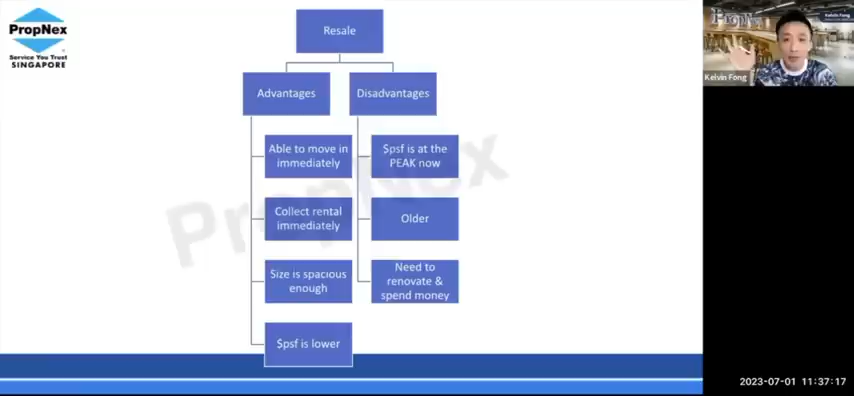 PropNex
Service You Trust
SINGAPORE
Resale
Advantages
Disadvantages
Able to move in
immediately
$psf is at the
PEAK now
Collect rental
immediately
Older
Size is spacious
enough
Need to
renovate &
spend money
$psf is lower
PropNex
PropNex
Kelvin Fong
Kelvin Fong
2023-07-01 11:37:17